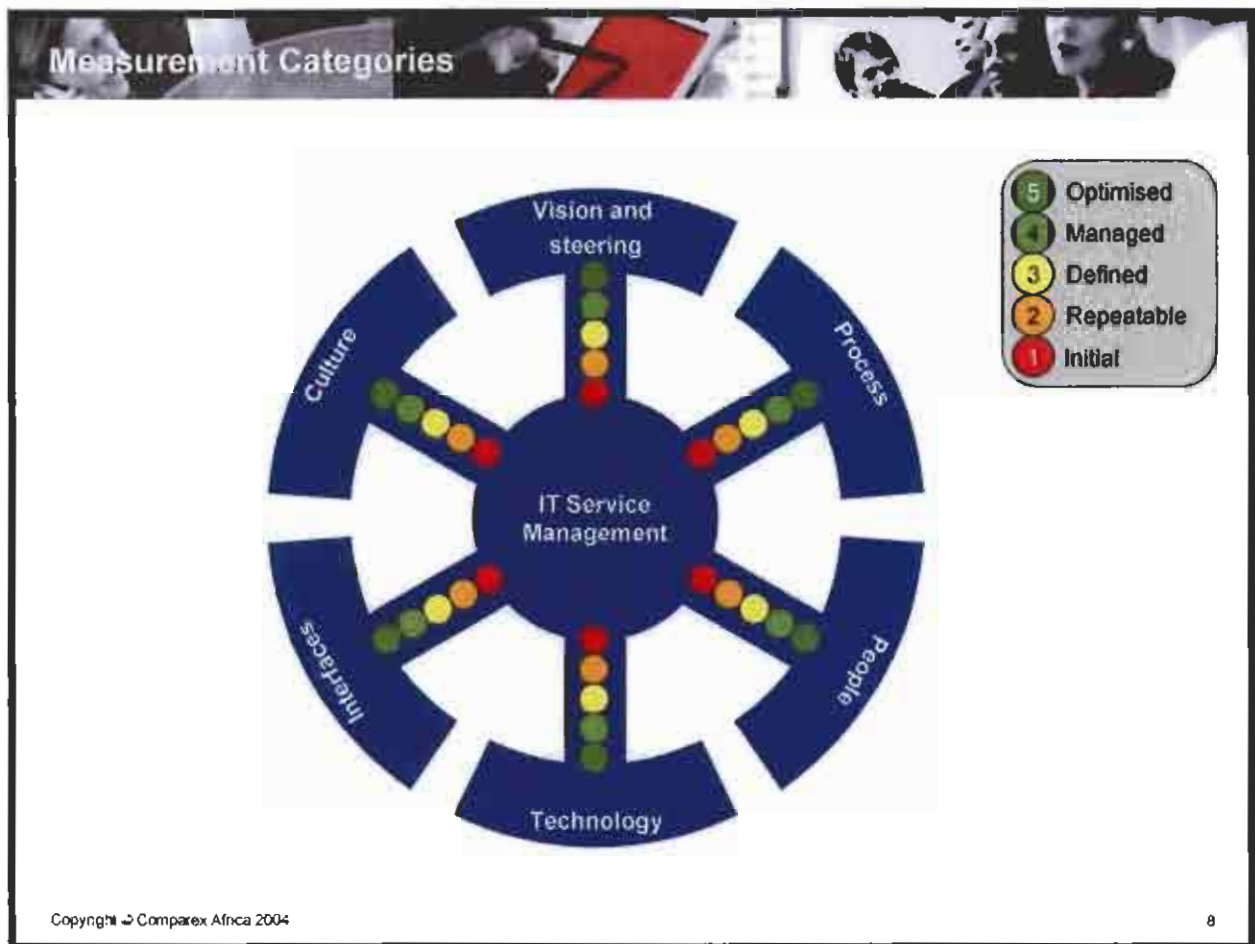 Measurement Categories
Vision and
steering
5 Optimised
4 Managed
3 Defined
2 Repeatable
1 Initial
Culture
Process
IT Service
Management
Interfaces
People
Technology
Copyright Comparex Africa 2004
8